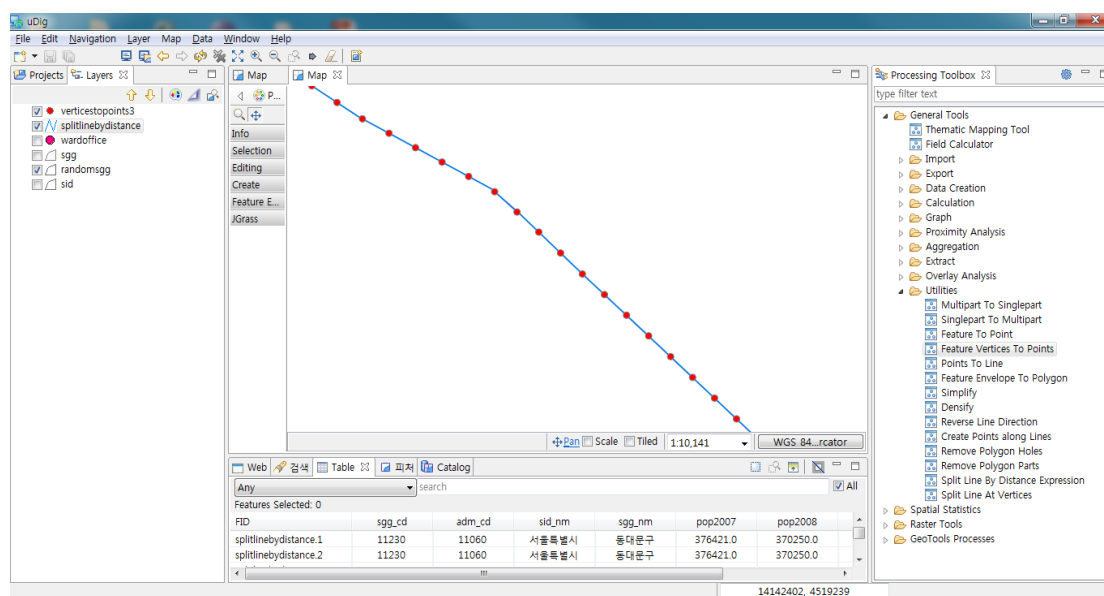 uDig
File Edit Navigation Layer Map Data Window Help
Projects Layers
verticestopoints3
splitlinebydistance
wardoffice
sgg
randomsgg
sid
Map Map
P...
Info
Selection
Editing
Create
Feature E...
JGrass
Pan Scale Tiled 1:10,141 WGS 84...rcator
Web 검색 Table 피처 Catalog
Any search All
Features Selected: 0
FID sgg_cd adm_cd sid_nm sgg_nm pop2007 pop2008
splitlinebydistance.1 11230 11060 서울특별시 동대문구 376421.0 370250.0
splitlinebydistance.2 11230 11060 서울특별시 동대문구 376421.0 370250.0
Processing Toolbox
type filter text
General Tools
Thematic Mapping Tool
Field Calculator
Import
Export
Data Creation
Calculation
Graph
Proximity Analysis
Aggregation
Extract
Overlay Analysis
Utilities
Multipart To Singlepart
Singlepart To Multipart
Feature To Point
Feature Vertices To Points
Points To Line
Feature Envelope To Polygon
Simplify
Densify
Reverse Line Direction
Create Points along Lines
Remove Polygon Holes
Remove Polygon Parts
Split Line By Distance Expression
Split Line At Vertices
Spatial Statistics
Raster Tools
GeoTools Processes
14142402, 4519239